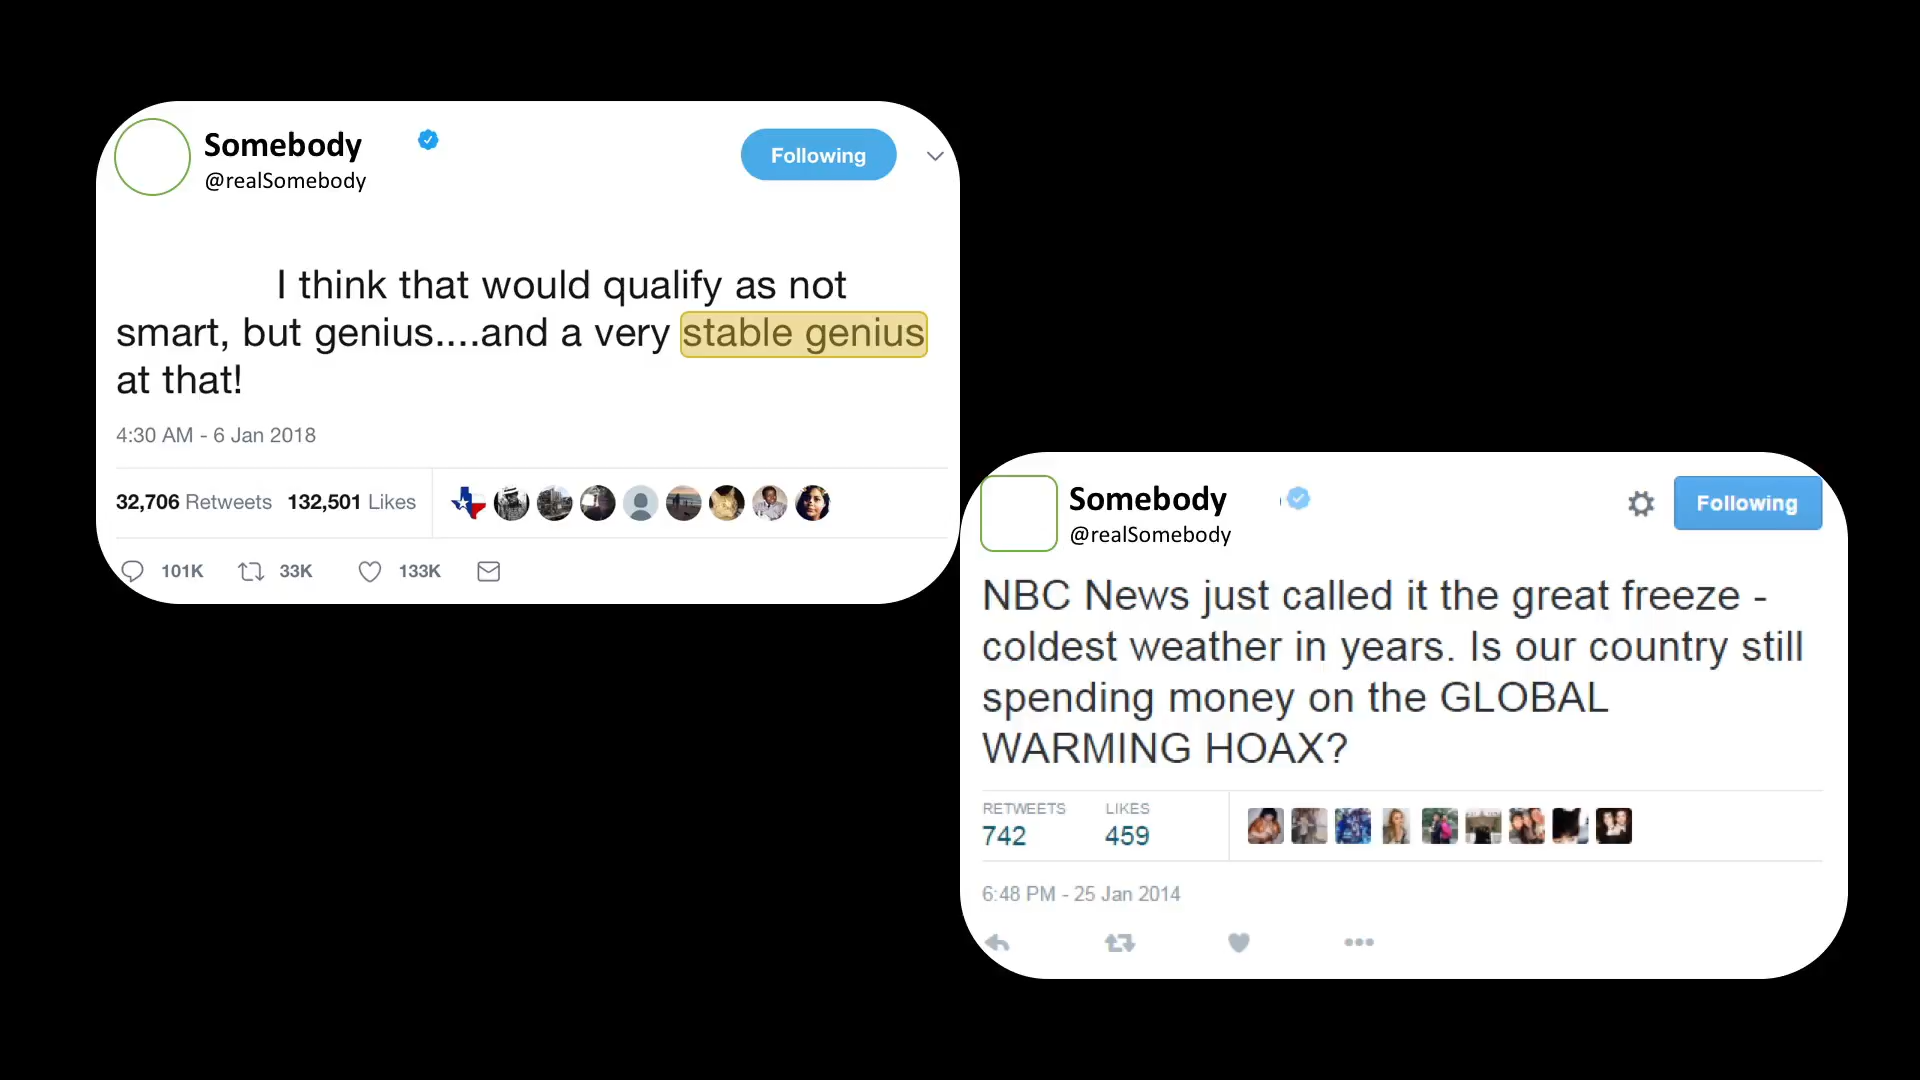 Somebody
@realSomebody
Following
I think that would qualify as not
smart, but genius....and a very stable genius
at that!
4:30 AM - 6 Jan 2018
32,706 Retweets 132,501 Likes
101K 33K 133K
Somebody
@realSomebody
Following
NBC News just called it the great freeze -
coldest weather in years. Is our country still
spending money on the GLOBAL
WARMING HOAX?
RETWEETS LIKES
742 459
6:48 PM - 25 Jan 2014